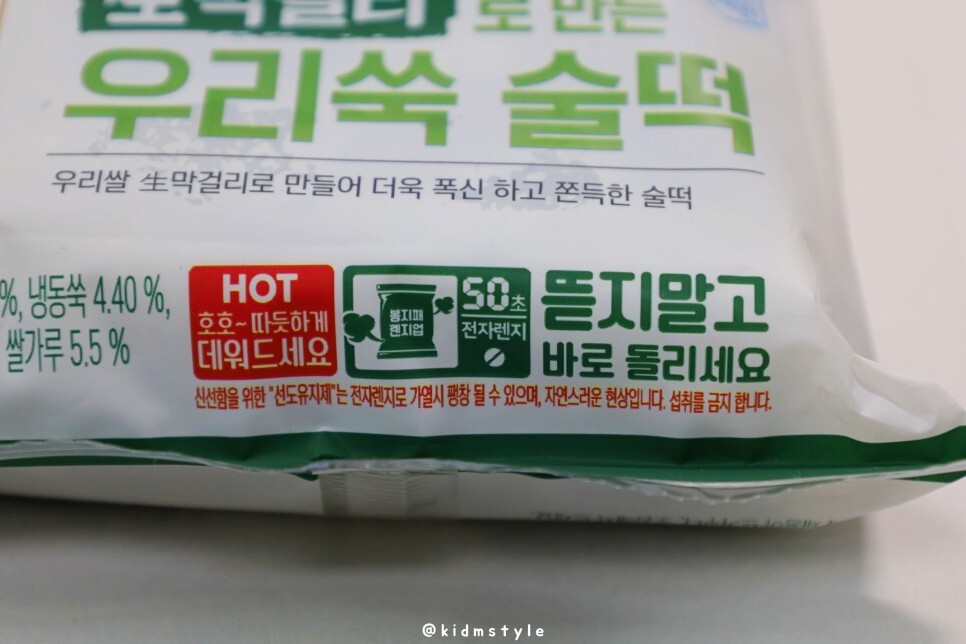 로 만든
우리쑥 술떡
우리쌀 生막걸리로 만들어 더욱 폭신 하고 쫀득한 술떡
%, 냉동쑥 4.40 %,
쌀가루 5.5 %
HOT
호호~ 따듯하게
데워드세요
봉지째
렌지업
50초
전자렌지
뜯지말고
바로 돌리세요
신선함을 위한 "선도유지제"는 전자렌지로 가열시 팽창 될 수 있으며, 자연스러운 현상입니다. 섭취를 금지 합니다.
@kidmstyle